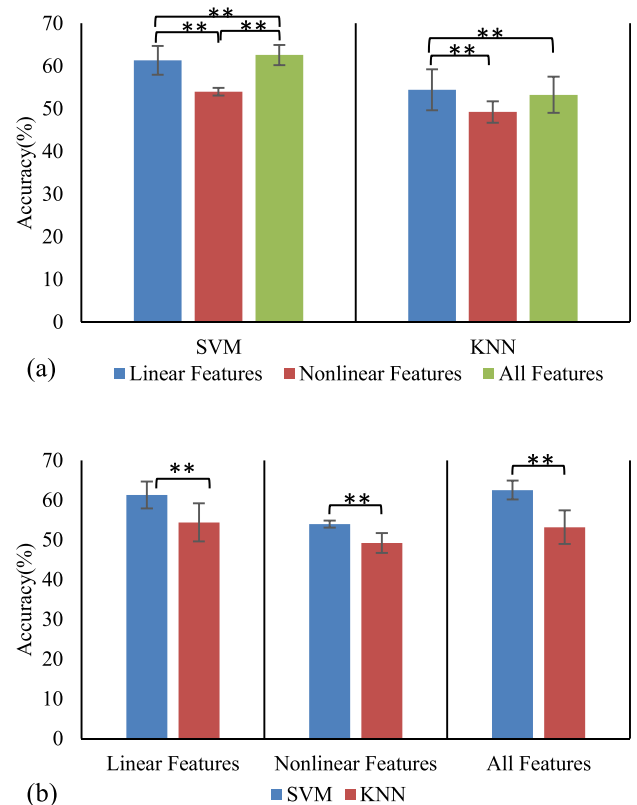 70
60
50
40
30
20
10
0
Accuracy(%)
** ** **
** **
SVM KNN
(a)
Linear Features Nonlinear Features All Features
70
60
50
40
30
20
10
0
Accuracy(%)
** ** **
Linear Features Nonlinear Features All Features
(b)
SVM KNN